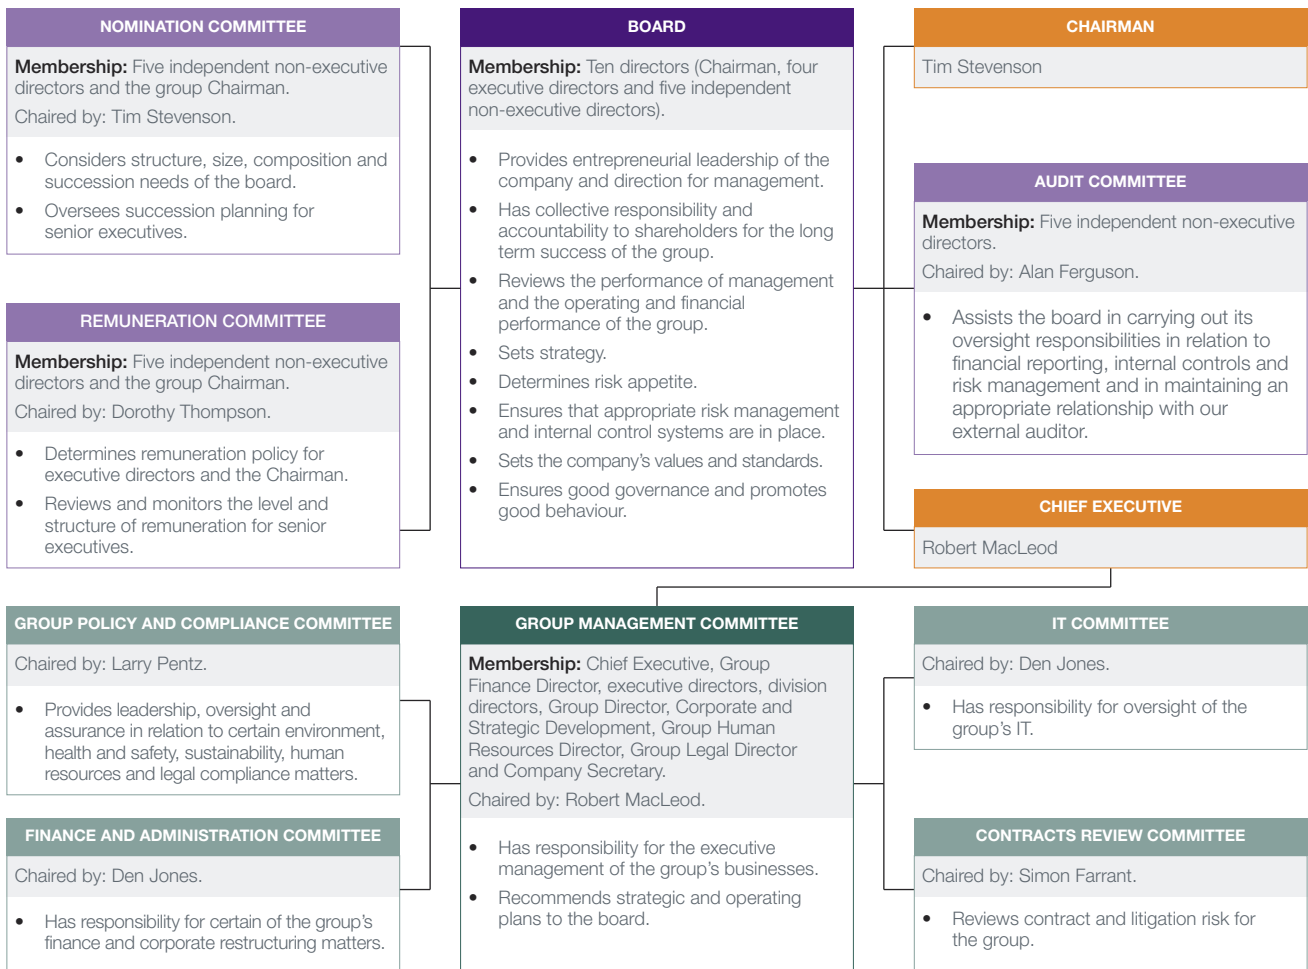 NOMINATION COMMITTEE
Membership: Five independent non-executive
directors and the group Chairman.
Chaired by: Tim Stevenson.
• Considers structure, size, composition and
succession needs of the board.
• Oversees succession planning for
senior executives.
REMUNERATION COMMITTEE
Membership: Five independent non-executive
directors and the group Chairman.
Chaired by: Dorothy Thompson.
• Determines remuneration policy for
executive directors and the Chairman.
• Reviews and monitors the level and
structure of remuneration for senior
executives.
BOARD
Membership: Ten directors (Chairman, four
executive directors and five independent
non-executive directors).
• Provides entrepreneurial leadership of the
company and direction for management.
• Has collective responsibility and
accountability to shareholders for the long
term success of the group.
• Reviews the performance of management
and the operating and financial
performance of the group.
• Sets strategy.
• Determines risk appetite.
• Ensures that appropriate risk management
and internal control systems are in place.
• Sets the company's values and standards.
• Ensures good governance and promotes
good behaviour.
CHAIRMAN
Tim Stevenson
AUDIT COMMITTEE
Membership: Five independent non-executive
directors.
Chaired by: Alan Ferguson.
• Assists the board in carrying out its
oversight responsibilities in relation to
financial reporting, internal controls and
risk management and in maintaining an
appropriate relationship with our
external auditor.
CHIEF EXECUTIVE
Robert MacLeod
GROUP POLICY AND COMPLIANCE COMMITTEE
Chaired by: Larry Pentz.
• Provides leadership, oversight and
assurance in relation to certain environment,
health and safety, sustainability, human
resources and legal compliance matters.
FINANCE AND ADMINISTRATION COMMITTEE
Chaired by: Den Jones.
• Has responsibility for certain of the group's
finance and corporate restructuring matters.
GROUP MANAGEMENT COMMITTEE
Membership: Chief Executive, Group
Finance Director, executive directors, division
directors, Group Director, Corporate and
Strategic Development, Group Human
Resources Director, Group Legal Director
and Company Secretary.
Chaired by: Robert MacLeod.
• Has responsibility for the executive
management of the group's businesses.
• Recommends strategic and operating
plans to the board.
IT COMMITTEE
Chaired by: Den Jones.
• Has responsibility for oversight of the
group's IT.
CONTRACTS REVIEW COMMITTEE
Chaired by: Simon Farrant.
• Reviews contract and litigation risk for
the group.